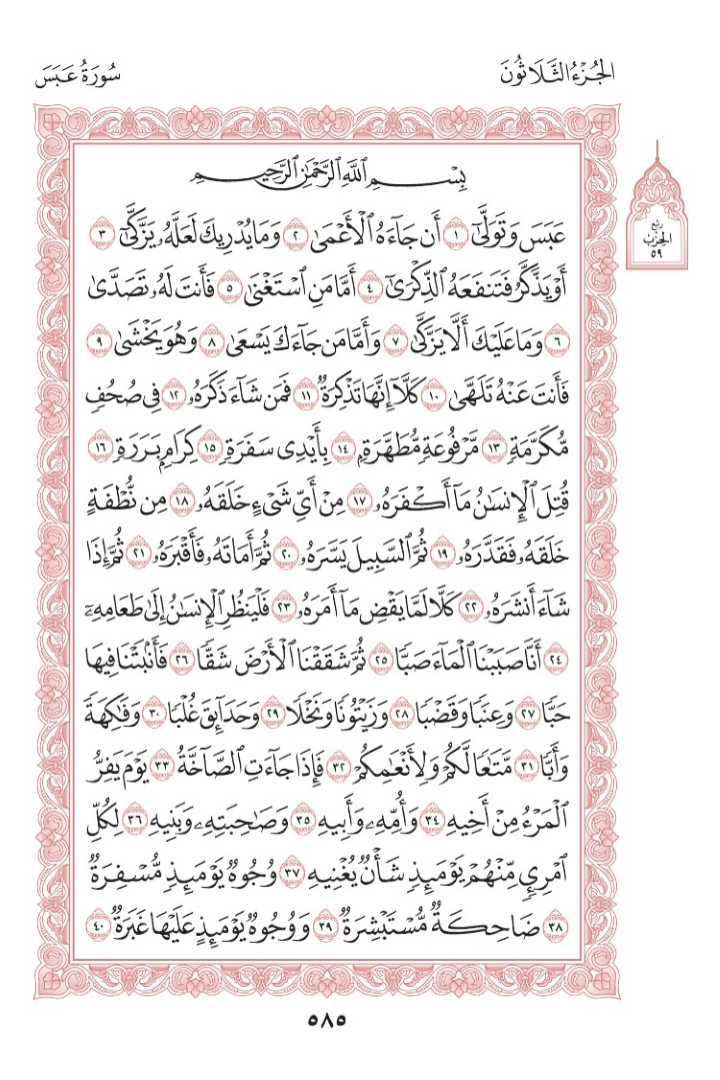 الجُزْءُ الثَّلَاثُونَ
سُورَةُ عَبَسَ
بِسْمِ ٱللَّهِ ٱلرَّحْمَٰنِ ٱلرَّحِيمِ
عَبَسَ وَتَوَلَّىٰٓ ١ أَن جَآءَهُ ٱلْأَعْمَىٰ ٢ وَمَا يُدْرِيكَ لَعَلَّهُۥ يَزَّكَّىٰٓ ٣
أَوْ يَذَّكَّرُ فَتَنفَعَهُ ٱلذِّكْرَىٰٓ ٤ أَمَّا مَنِ ٱسْتَغْنَىٰ ٥ فَأَنتَ لَهُۥ تَصَدَّىٰ
٦ وَمَا عَلَيْكَ أَلَّا يَزَّكَّىٰ ٧ وَأَمَّا مَن جَآءَكَ يَسْعَىٰ ٨ وَهُوَ يَخْشَىٰ ٩
فَأَنتَ عَنْهُ تَلَهَّىٰ ١٠ كَلَّآ إِنَّهَا تَذْكِرَةٌ ١١ فَمَن شَآءَ ذَكَرَهُۥ ١٢ فِى صُحُفٍ
مُّكَرَّمَةٍ ١٣ مَّرْفُوعَةٍ مُّطَهَّرَةٍۭ ١٤ بِأَيْدِى سَفَرَةٍ ١٥ كِرَامٍۭ بَرَرَةٍ ١٦
قُتِلَ ٱلْإِنسَٰنُ مَآ أَكْفَرَهُۥ ١٧ مِنْ أَىِّ شَىْءٍ خَلَقَهُۥ ١٨ مِن نُّطْفَةٍ
خَلَقَهُۥ فَقَدَّرَهُۥ ١٩ ثُمَّ ٱلسَّبِيلَ يَسَّرَهُۥ ٢٠ ثُمَّ أَمَاتَهُۥ فَأَقْبَرَهُۥ ٢١ ثُمَّ إِذَا
شَآءَ أَنشَرَهُۥ ٢٢ كَلَّا لَمَّا يَقْضِ مَآ أَمَرَهُۥ ٢٣ فَلْيَنظُرِ ٱلْإِنسَٰنُ إِلَىٰ طَعَامِهِۦٓ
٢٤ أَنَّا صَبَبْنَا ٱلْمَآءَ صَبًّا ٢٥ ثُمَّ شَقَقْنَا ٱلْأَرْضَ شَقًّا ٢٦ فَأَنۢبَتْنَا فِيهَا
حَبًّا ٢٧ وَعِنَبًا وَقَضْبًا ٢٨ وَزَيْتُونًا وَنَخْلًا ٢٩ وَحَدَآئِقَ غُلْبًا ٣٠ وَفَٰكِهَةً
وَأَبًّا ٣١ مَّتَٰعًا لَّكُمْ وَلِأَنْعَٰمِكُمْ ٣٢ فَإِذَا جَآءَتِ ٱلصَّآخَّةُ ٣٣ يَوْمَ يَفِرُّ
ٱلْمَرْءُ مِنْ أَخِيهِ ٣٤ وَأُمِّهِۦ وَأَبِيهِ ٣٥ وَصَٰحِبَتِهِۦ وَبَنِيهِ ٣٦ لِكُلِّ
ٱمْرِئٍ مِّنْهُمْ يَوْمَئِذٍ شَأْنٌ يُغْنِيهِ ٣٧ وُجُوهٌ يَوْمَئِذٍ مُّسْفِرَةٌ
٣٨ ضَاحِكَةٌ مُّسْتَبْشِرَةٌ ٣٩ وَوُجُوهٌ يَوْمَئِذٍ عَلَيْهَا غَبَرَةٌ ٤٠
ربع
الحزب
٥٩
٥٨٥